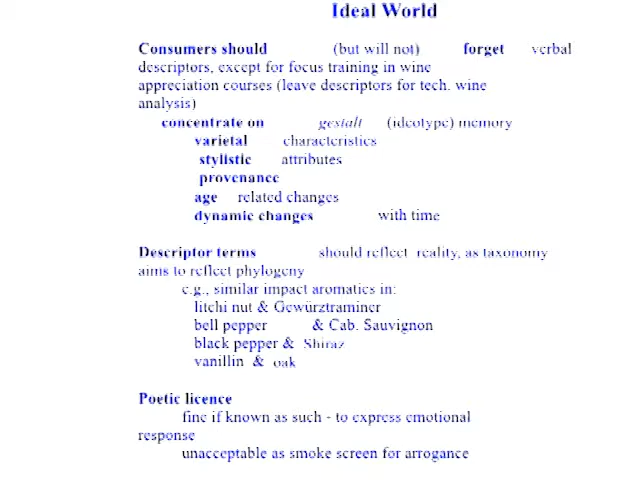 Ideal World
Consumers should (but will not) forget verbal
descriptors, except for focus training in wine
appreciation courses (leave descriptors for tech. wine
analysis)
concentrate on gestalt (ideotype) memory
varietal characteristics
stylistic attributes
provenance
age related changes
dynamic changes with time
Descriptor terms should reflect reality, as taxonomy
aims to reflect phylogeny
e.g., similar impact aromatics in:
litchi nut & Gewürztraminer
bell pepper & Cab. Sauvignon
black pepper & Shiraz
vanillin & oak
Poetic licence
fine if known as such - to express emotional
response
unacceptable as smoke screen for arrogance